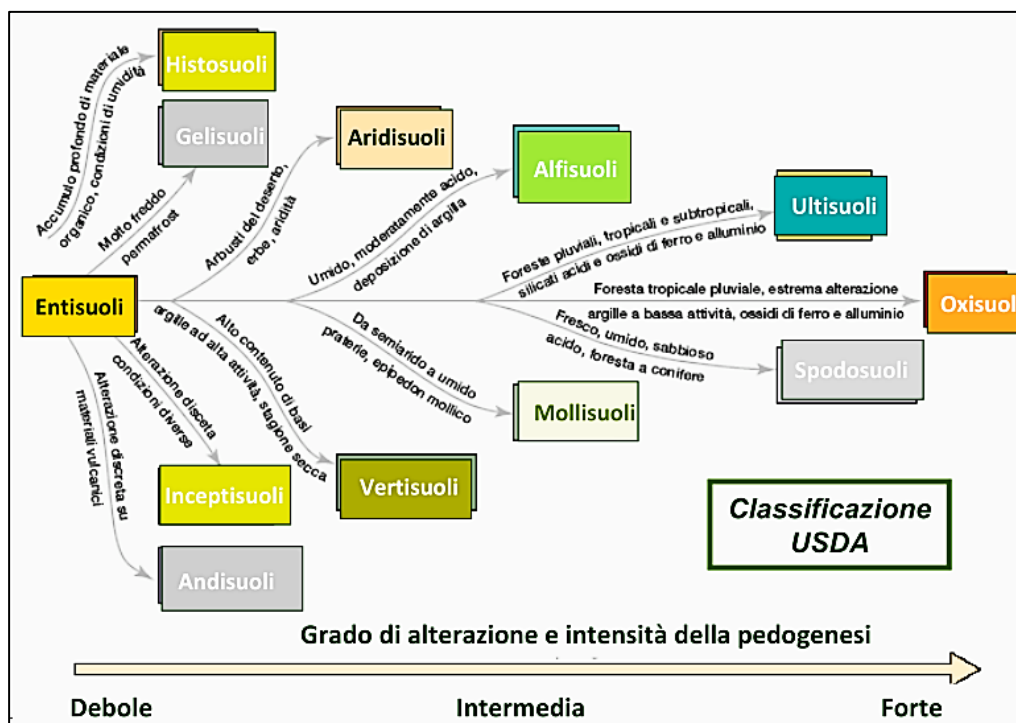 Accumulo profondo di materiale
organico, condizioni di umidità
Histosuoli
Molto freddo
permafrost
Gelisuoli
Arbusti del deserto,
erbe, aridità
Aridisuoli
Umido, moderatamente acido,
deposizione di argilla
Alfisuoli
Foreste pluviali, tropicali e subtropicali,
silicati acidi e ossidi di ferro e alluminio
Ultisuoli
Entisuoli
Foresta tropicale pluviale, estrema alterazione
argille a bassa attività, ossidi di ferro e alluminio
Oxisuoli
Fresco, umido, sabbioso
acido, foresta a conifere
Spodosuoli
Da semiarido a umido
praterie, epipedon mollico
Mollisuoli
Alto contenuto di basi
argille ad alta attività, stagione secca
Vertisuoli
Alterazione disceta
condizioni diverse
Inceptisuoli
Alterazione discreta su
materiali vulcanici
Andisuoli
Classificazione
USDA
Grado di alterazione e intensità della pedogenesi
Debole Intermedia Forte